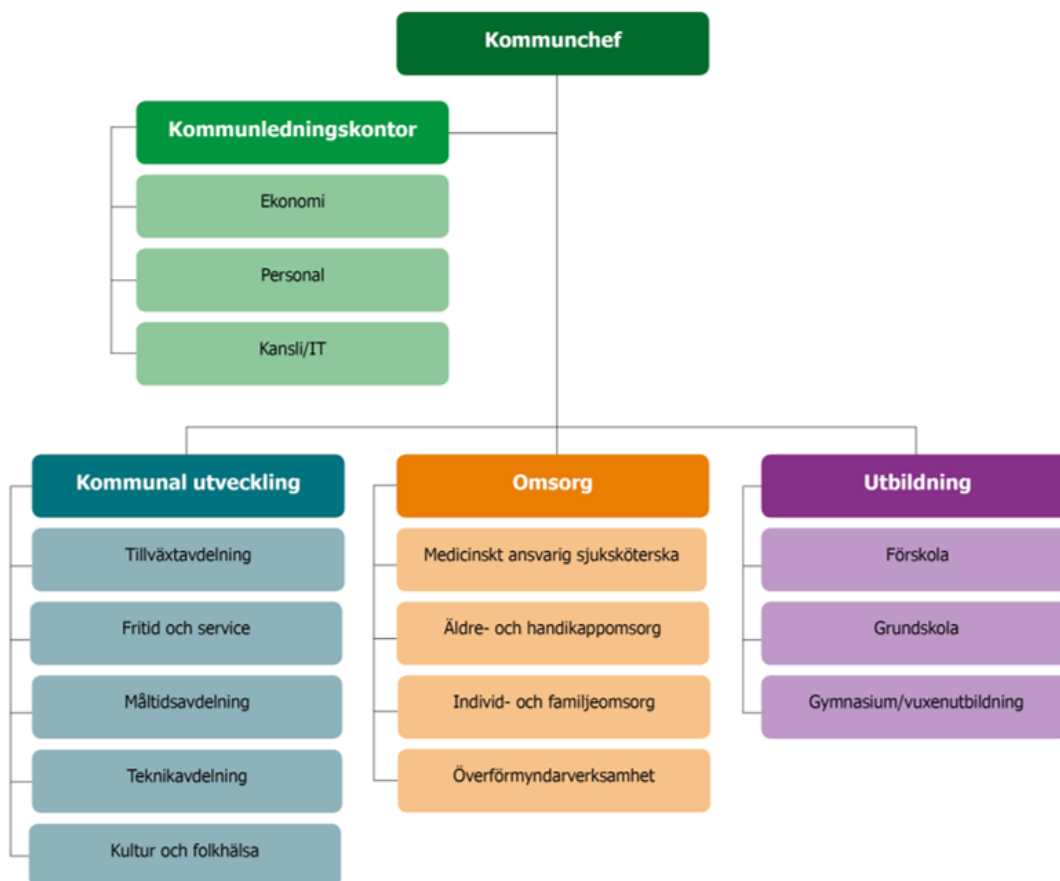 Kommunchef
Kommunledningskontor
Ekonomi
Personal
Kansli/IT
Kommunal utveckling
Tillväxtavdelning
Fritid och service
Måltidsavdelning
Teknikavdelning
Kultur och folkhälsa
Omsorg
Medicinskt ansvarig sjuksköterska
Äldre- och handikappomsorg
Individ- och familjeomsorg
Överförmyndarverksamhet
Utbildning
Förskola
Grundskola
Gymnasium/vuxenutbildning